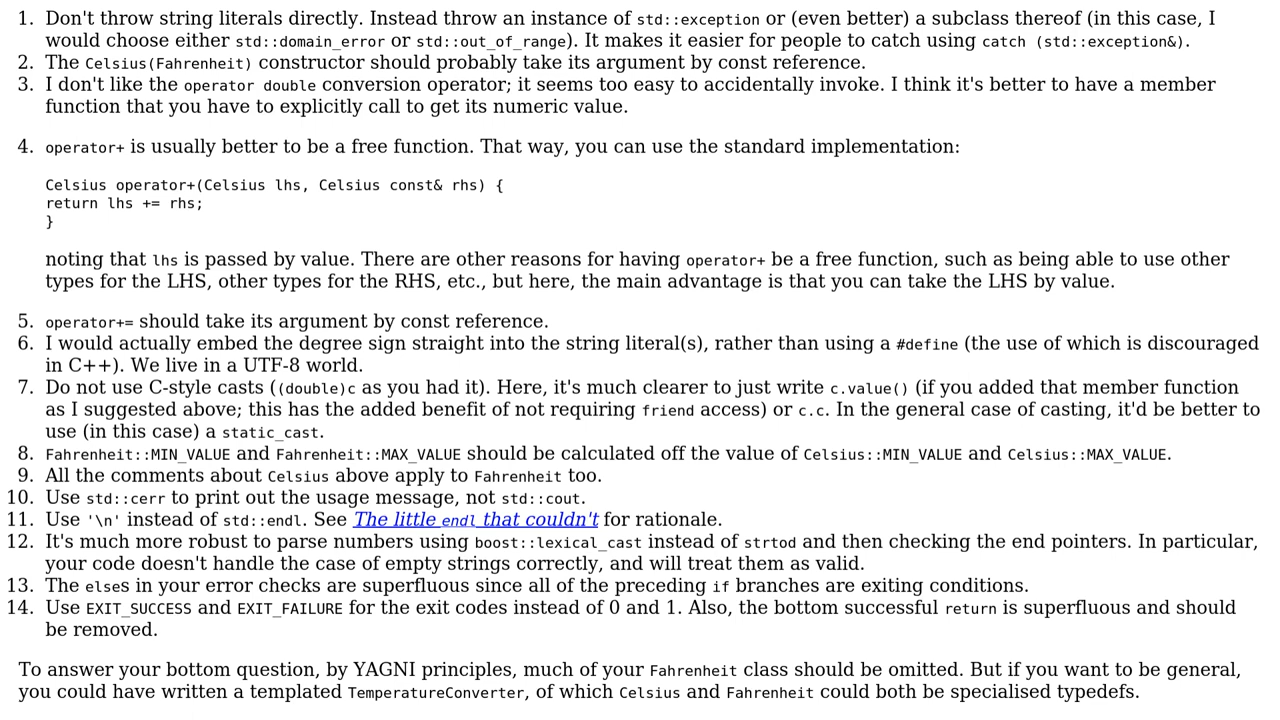 1. Don't throw string literals directly. Instead throw an instance of std::exception or (even better) a subclass thereof (in this case, I
would choose either std::domain_error or std::out_of_range). It makes it easier for people to catch using catch (std::exception&).
2. The Celsius(Fahrenheit) constructor should probably take its argument by const reference.
3. I don't like the operator double conversion operator; it seems too easy to accidentally invoke. I think it's better to have a member
function that you have to explicitly call to get its numeric value.
4. operator+ is usually better to be a free function. That way, you can use the standard implementation:
Celsius operator+(Celsius lhs, Celsius const& rhs) {
return lhs += rhs;
}
noting that lhs is passed by value. There are other reasons for having operator+ be a free function, such as being able to use other
types for the LHS, other types for the RHS, etc., but here, the main advantage is that you can take the LHS by value.
5. operator+= should take its argument by const reference.
6. I would actually embed the degree sign straight into the string literal(s), rather than using a #define (the use of which is discouraged
in C++). We live in a UTF-8 world.
7. Do not use C-style casts ((double)c as you had it). Here, it's much clearer to just write c.value() (if you added that member function
as I suggested above; this has the added benefit of not requiring friend access) or c.c. In the general case of casting, it'd be better to
use (in this case) a static_cast.
8. Fahrenheit::MIN_VALUE and Fahrenheit::MAX_VALUE should be calculated off the value of Celsius::MIN_VALUE and Celsius::MAX_VALUE.
9. All the comments about Celsius above apply to Fahrenheit too.
10. Use std::cerr to print out the usage message, not std::cout.
11. Use '\n' instead of std::endl. See The little endl that couldn't for rationale.
12. It's much more robust to parse numbers using boost::lexical_cast instead of strtod and then checking the end pointers. In particular,
your code doesn't handle the case of empty strings correctly, and will treat them as valid.
13. The elses in your error checks are superfluous since all of the preceding if branches are exiting conditions.
14. Use EXIT_SUCCESS and EXIT_FAILURE for the exit codes instead of 0 and 1. Also, the bottom successful return is superfluous and should
be removed.
To answer your bottom question, by YAGNI principles, much of your Fahrenheit class should be omitted. But if you want to be general,
you could have written a templated TemperatureConverter, of which Celsius and Fahrenheit could both be specialised typedefs.